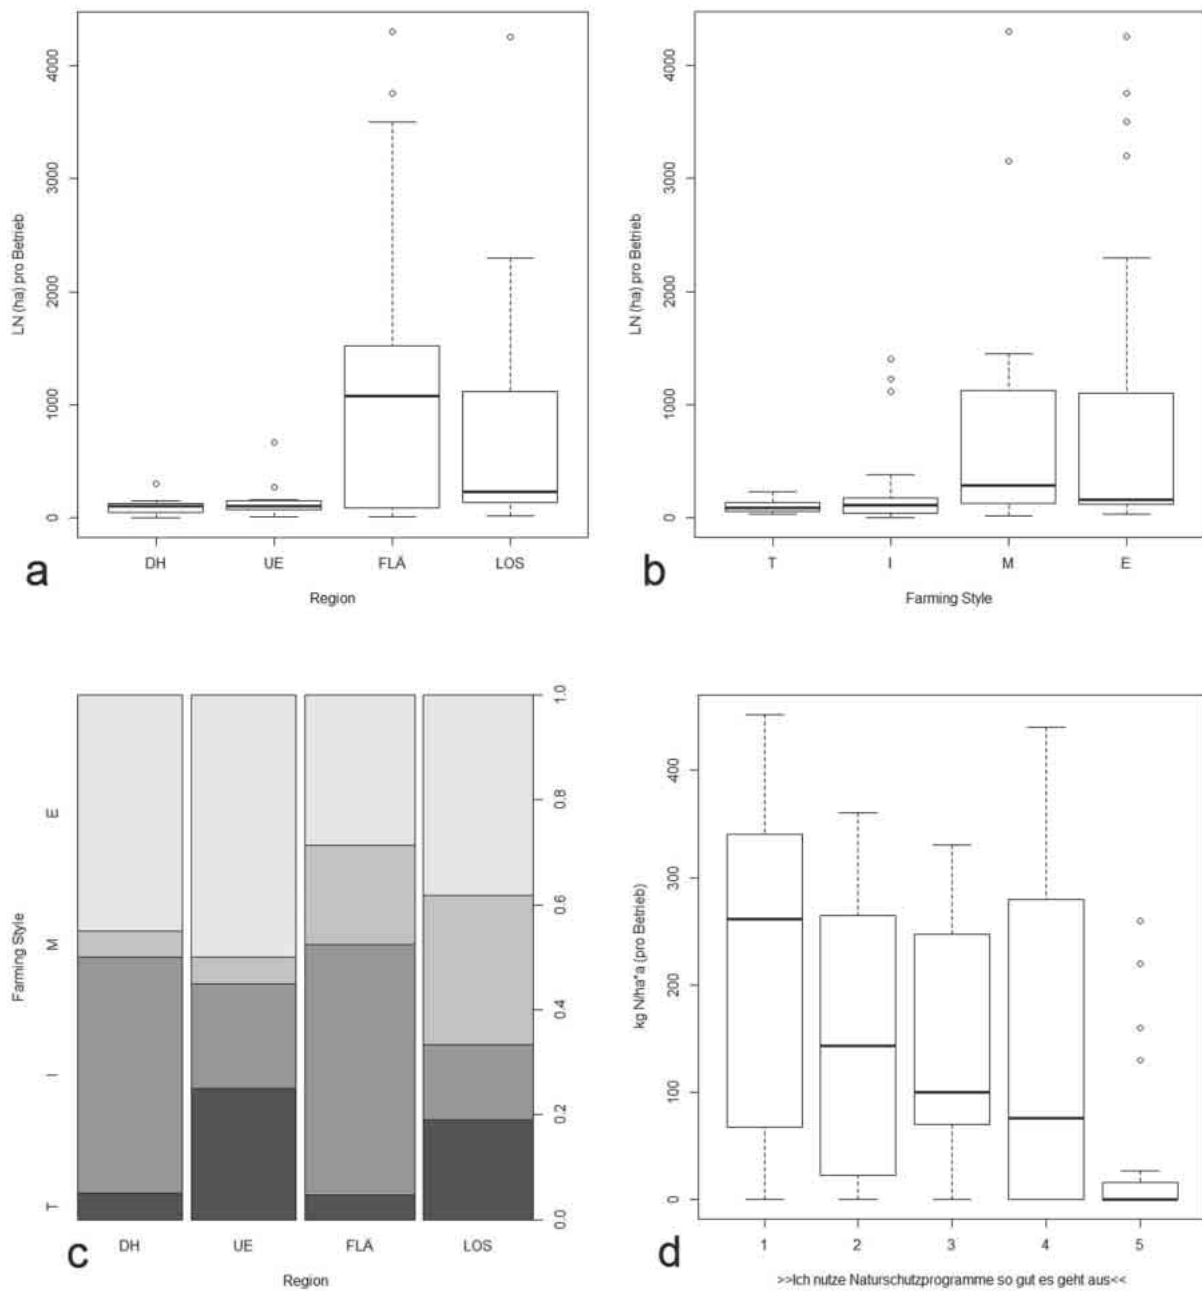 4000
3000
2000
1000
0
LN (ha) pro Betrieb
DH UE FLÄ LOS
Region
a
4000
3000
2000
1000
0
LN (ha) pro Betrieb
T I M E
Farming Style
b
E
M
I
T
Farming Style
1.0
0.8
0.6
0.4
0.2
0.0
DH UE FLÄ LOS
Region
c
400
300
200
100
0
kg N/ha*a (pro Betrieb)
1 2 3 4 5
>>Ich nutze Naturschutzprogramme so gut es geht aus<<
d